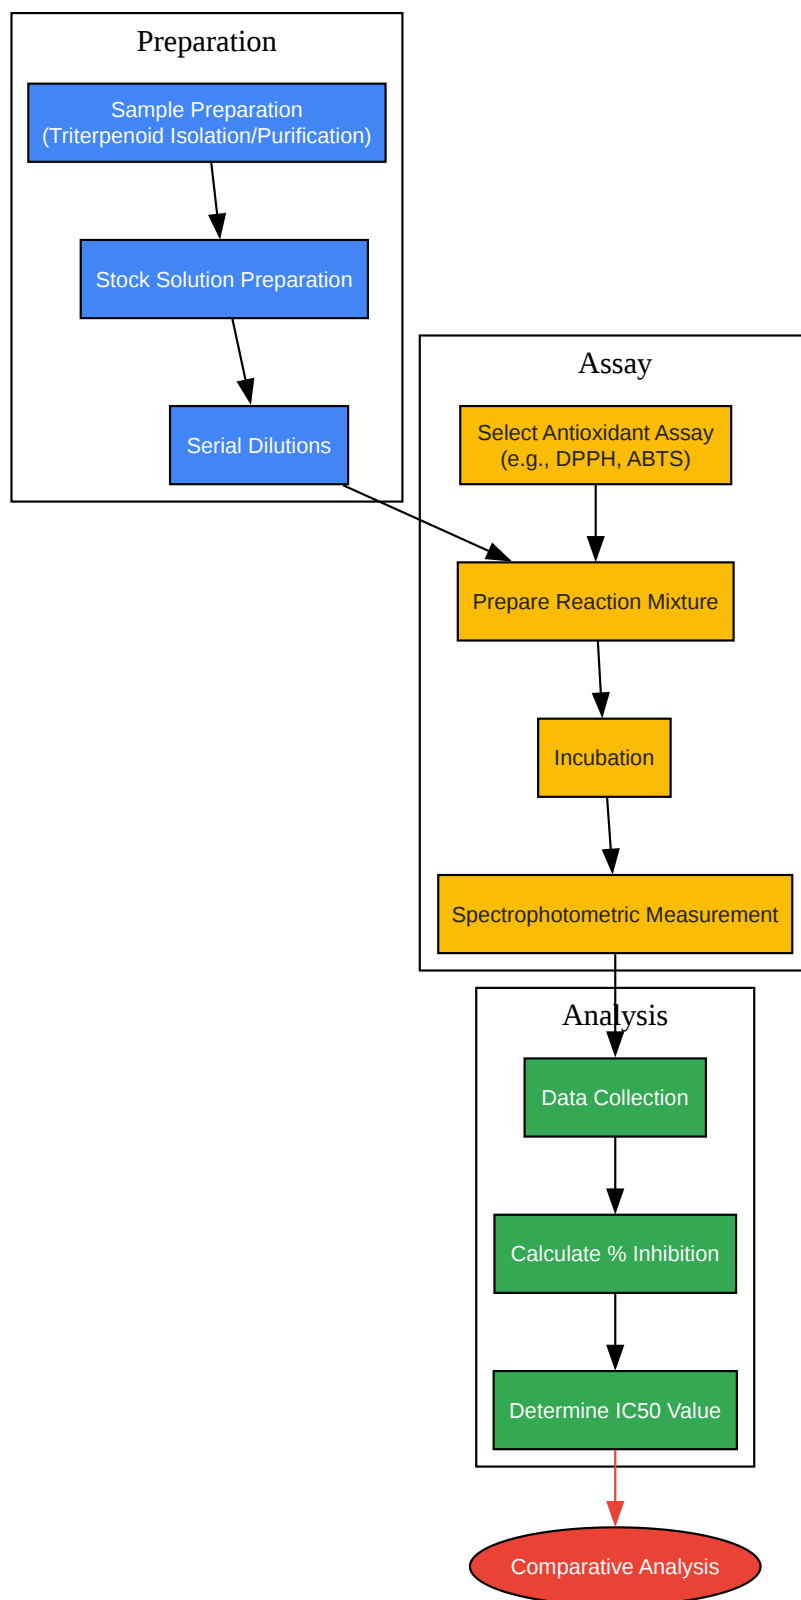 Preparation
Sample Preparation
(Triterpenoid Isolation/Purification)
Stock Solution Preparation
Serial Dilutions
Assay
Select Antioxidant Assay
(e.g., DPPH, ABTS)
Prepare Reaction Mixture
Incubation
Spectrophotometric Measurement
Analysis
Data Collection
Calculate % Inhibition
Determine IC50 Value
Comparative Analysis